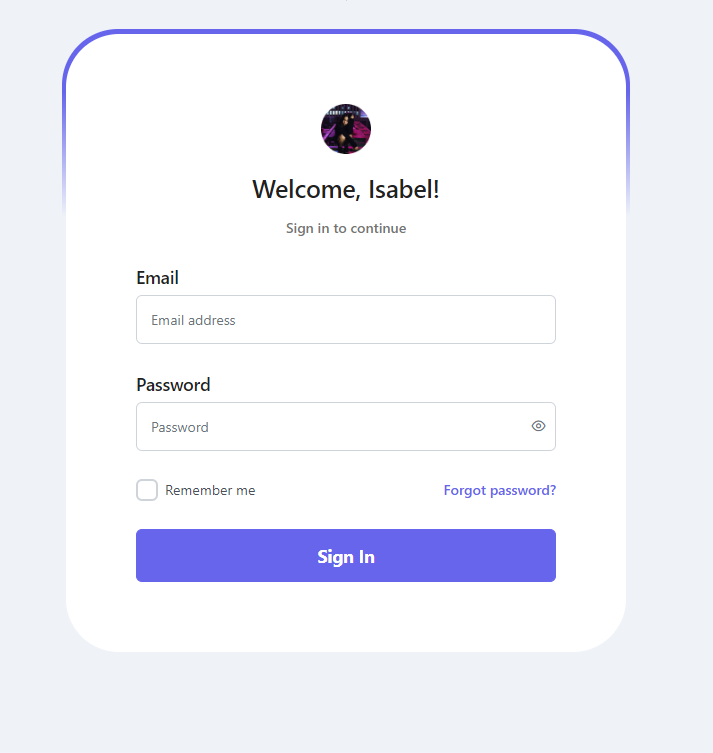 Welcome, Isabel!
Sign in to continue
Email
Email address
Password
Password
Remember me
Forgot password?
Sign In